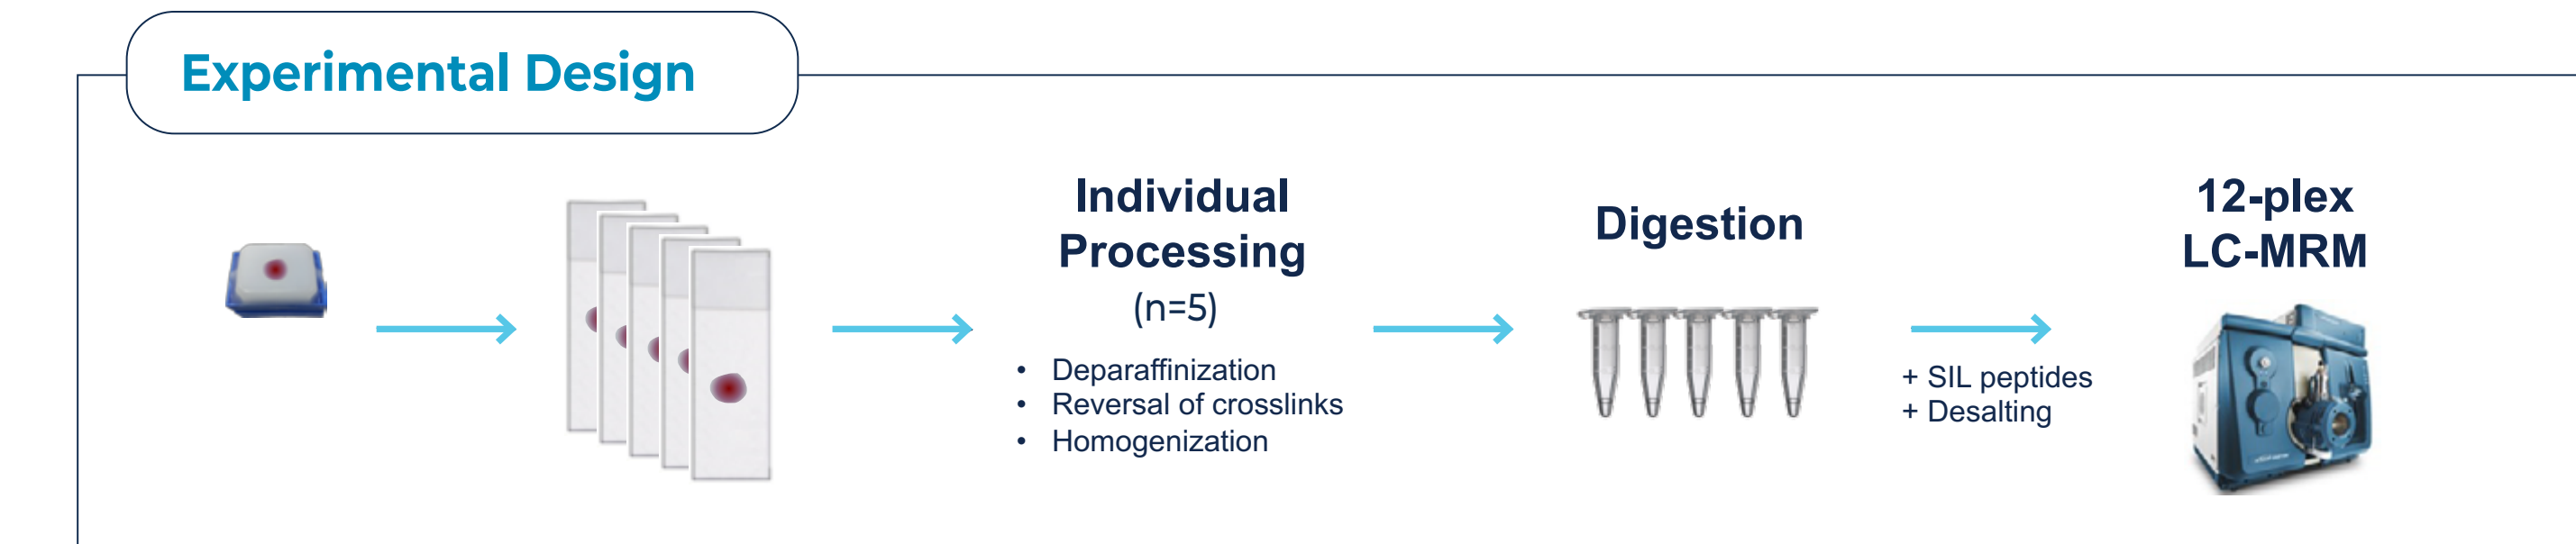 Experimental Design
Individual
Processing
(n=5)
• Deparaffinization
• Reversal of crosslinks
• Homogenization
Digestion
+ SIL peptides
+ Desalting
12-plex
LC-MRM